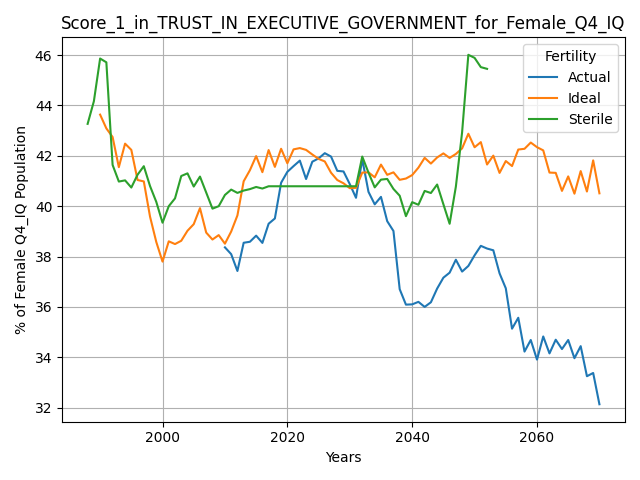 Score_1_in_TRUST_IN_EXECUTIVE_GOVERNMENT_for_Female_Q4_IQ
Fertility
Actual
Ideal
Sterile
% of Female Q4_IQ Population
46
44
42
40
38
36
34
32
2000
2020
2040
2060
Years